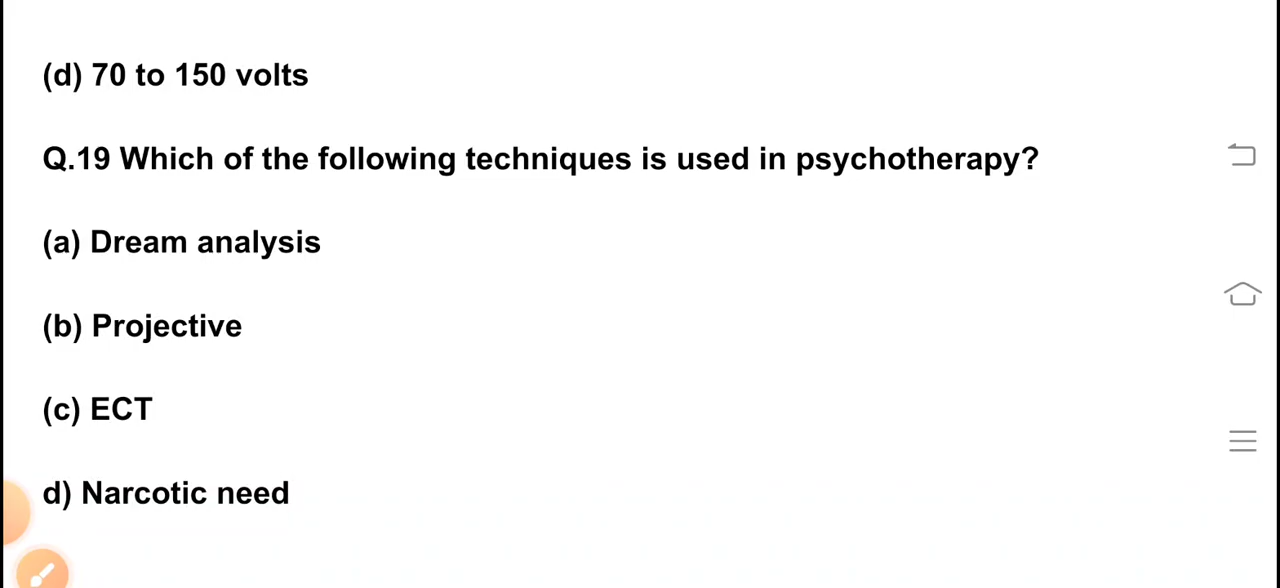 (d) 70 to 150 volts
Q.19 Which of the following techniques is used in psychotherapy?
(a) Dream analysis
(b) Projective
(c) ECT
d) Narcotic need